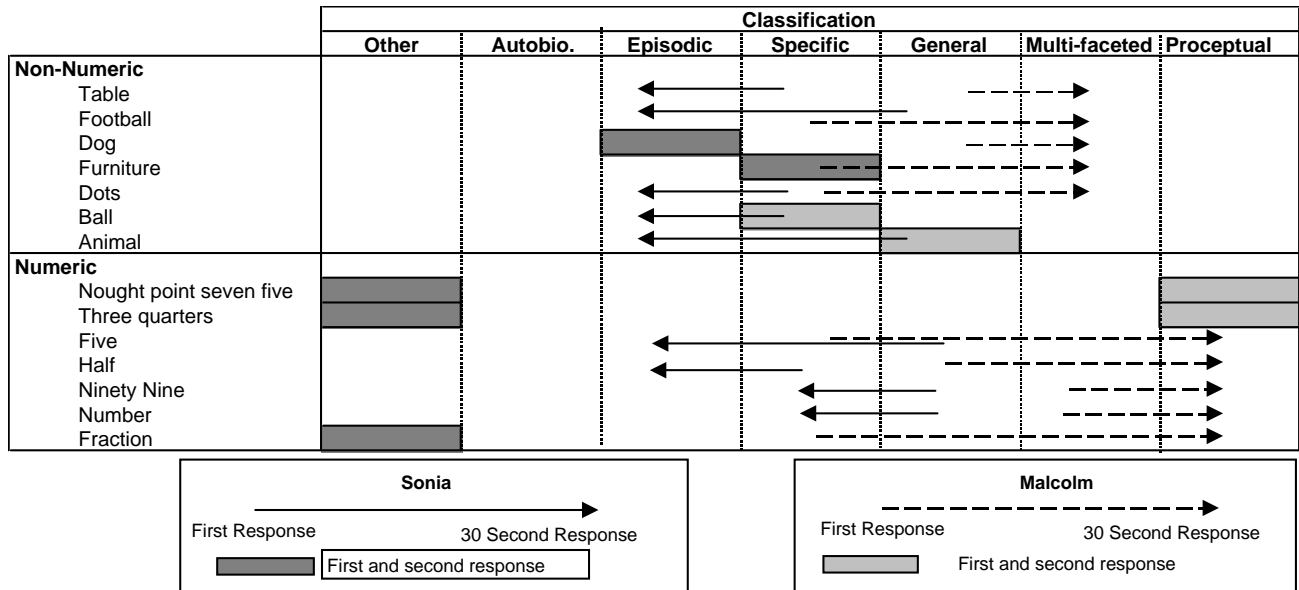 Classification
Other Autobio. Episodic Specific General Multi-faceted Proceptual
Non-Numeric
Table
Football
Dog
Furniture
Dots
Ball
Animal
Numeric
Nought point seven five
Three quarters
Five
Half
Ninety Nine
Number
Fraction
Sonia
First Response 30 Second Response
First and second response
Malcolm
First Response 30 Second Response
First and second response